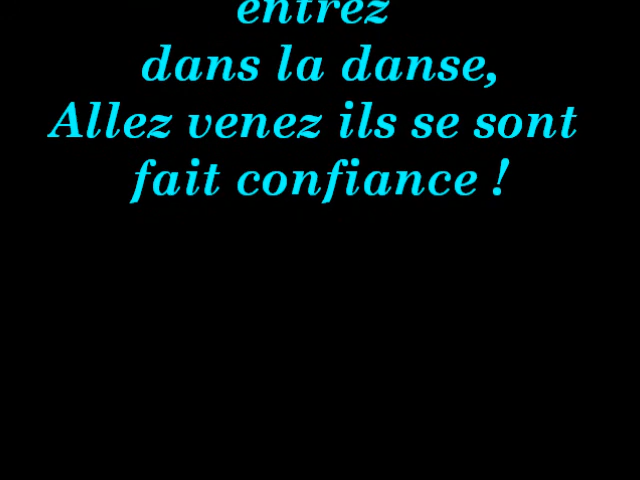 entrez
dans la danse,
Allez venez ils se sont
fait confiance !